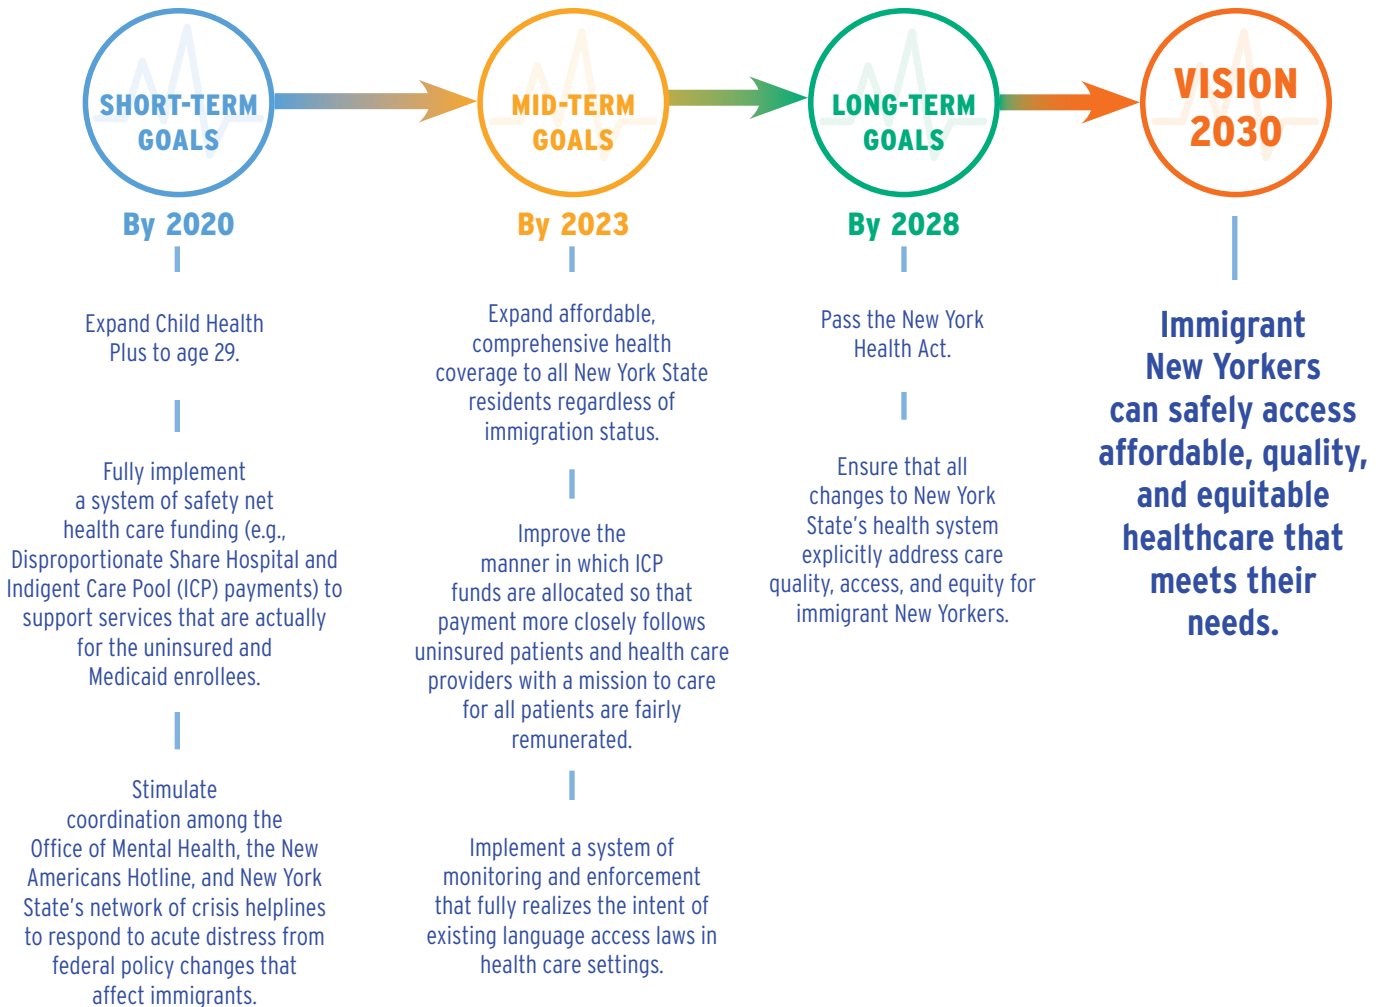 SHORT-TERM
GOALS
By 2020
Expand Child Health
Plus to age 29.
Fully implement
a system of safety net
health care funding (e.g.,
Disproportionate Share Hospital and
Indigent Care Pool (ICP) payments) to
support services that are actually
for the uninsured and
Medicaid enrollees.
Stimulate
coordination among the
Office of Mental Health, the New
Americans Hotline, and New York
State’s network of crisis helplines
to respond to acute distress from
federal policy changes that
affect immigrants.
MID-TERM
GOALS
By 2023
Expand affordable,
comprehensive health
coverage to all New York State
residents regardless of
immigration status.
Improve the
manner in which ICP
funds are allocated so that
payment more closely follows
uninsured patients and health care
providers with a mission to care
for all patients are fairly
remunerated.
Implement a system of
monitoring and enforcement
that fully realizes the intent of
existing language access laws in
health care settings.
LONG-TERM
GOALS
By 2028
Pass the New York
Health Act.
Ensure that all
changes to New York
State’s health system
explicitly address care
quality, access, and equity for
immigrant New Yorkers.
VISION
2030
Immigrant
New Yorkers
can safely access
affordable, quality,
and equitable
healthcare that
meets their
needs.